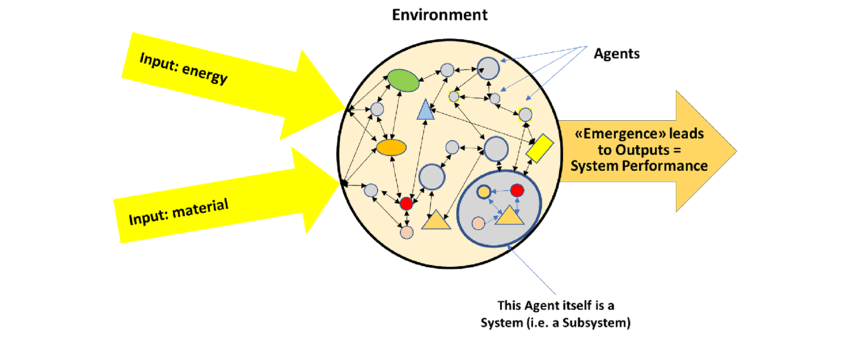 Environment
Input: energy
Agents
«Emergence» leads
to Outputs =
System Performance
Input: material
This Agent itself is a
System (i.e. a Subsystem)